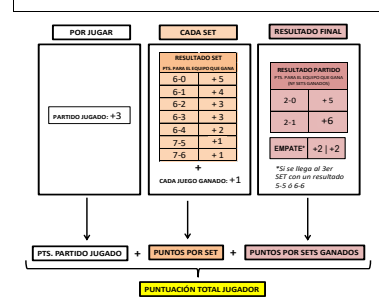 POR JUGAR
CADA SET
RESULTADO FINAL
PARTIDO JUGADO: +3
RESULTADO SET
PTS. PARA EL EQUIPO QUE GANA
6-0 + 5
6-1 + 4
6-2 + 3
6-3 + 3
6-4 + 2
7-5 +1
7-6 + 1
+
CADA JUEGO GANADO: +1
RESULTADO PARTIDO
PTS. PARA EL EQUIPO QUE GANA
(Nº SETS GANADOS)
2-0 + 5
2-1 +6
EMPATE* +2 | +2
*Si se llega al 3er
SET con un resultado
5-5 ó 6-6
PTS. PARTIDO JUGADO + PUNTOS POR SET + PUNTOS POR SETS GANADOS
PUNTUACIÓN TOTAL JUGADOR